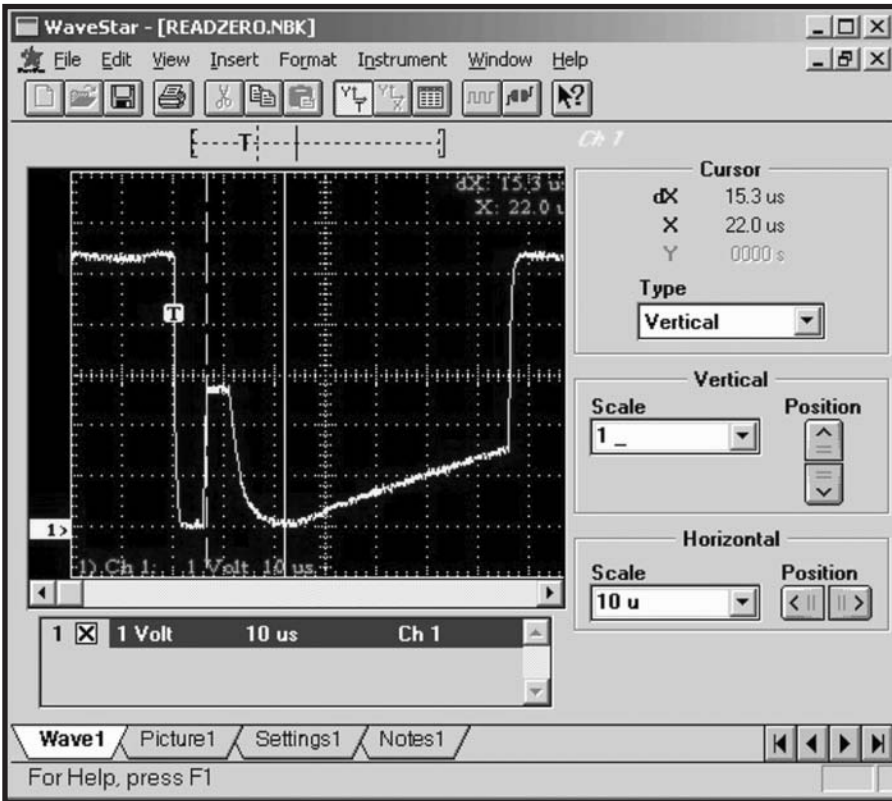 WaveStar - [READZERO.NBK]
File Edit View Insert Format Instrument Window Help
T
Ch 1
dX: 15.3 us
X: 22.0 u
T
1>
1) Ch 1: 1 Volt 10 us
Cursor
dX 15.3 us
X 22.0 us
Y 0000 s
Type
Vertical
Vertical
Scale Position
1 _
Horizontal
Scale Position
10 u
1 1 Volt 10 us Ch 1
Wave1 Picture1 Settings1 Notes1
For Help, press F1